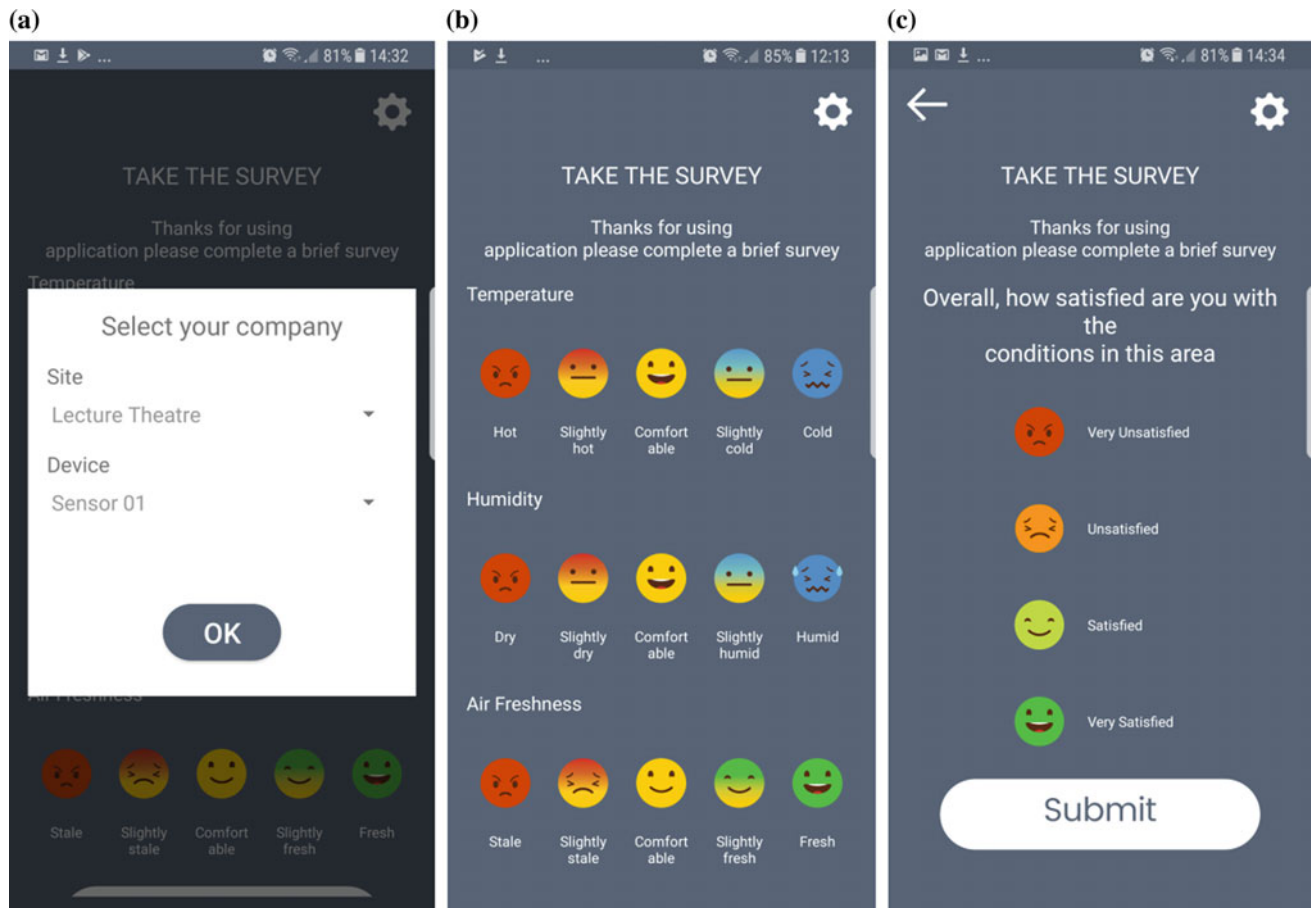 (a)
... 81% 14:32
TAKE THE SURVEY
Thanks for using
application please complete a brief survey
Temperature
Select your company
Site
Lecture Theatre
Device
Sensor 01
OK
Air Freshness
Stale
Slightly
stale
Comfort
able
Slightly
fresh
Fresh
(b)
... 85% 12:13
TAKE THE SURVEY
Thanks for using
application please complete a brief survey
Temperature
Hot
Slightly
hot
Comfort
able
Slightly
cold
Cold
Humidity
Dry
Slightly
dry
Comfort
able
Slightly
humid
Humid
Air Freshness
Stale
Slightly
stale
Comfort
able
Slightly
fresh
Fresh
(c)
... 81% 14:34
TAKE THE SURVEY
Thanks for using
application please complete a brief survey
Overall, how satisfied are you with
the
conditions in this area
Very Unsatisfied
Unsatisfied
Satisfied
Very Satisfied
Submit